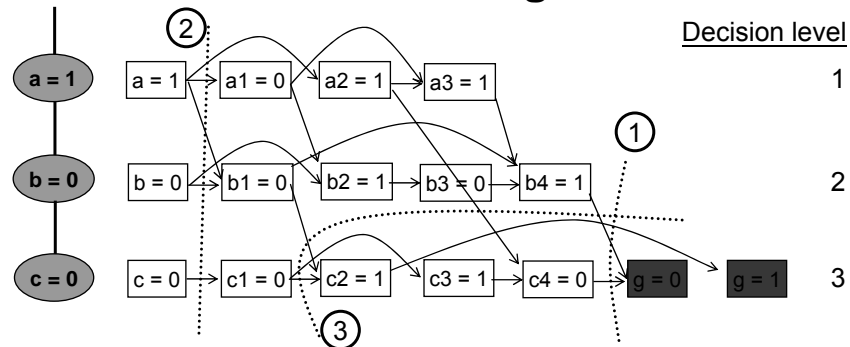 2
Decision level
a = 1
a = 1
a1 = 0
a2 = 1
a3 = 1
1
1
b = 0
b = 0
b1 = 0
b2 = 1
b3 = 0
b4 = 1
2
c = 0
c = 0
c1 = 0
c2 = 1
c3 = 1
c4 = 0
g = 0
g = 1
3
3